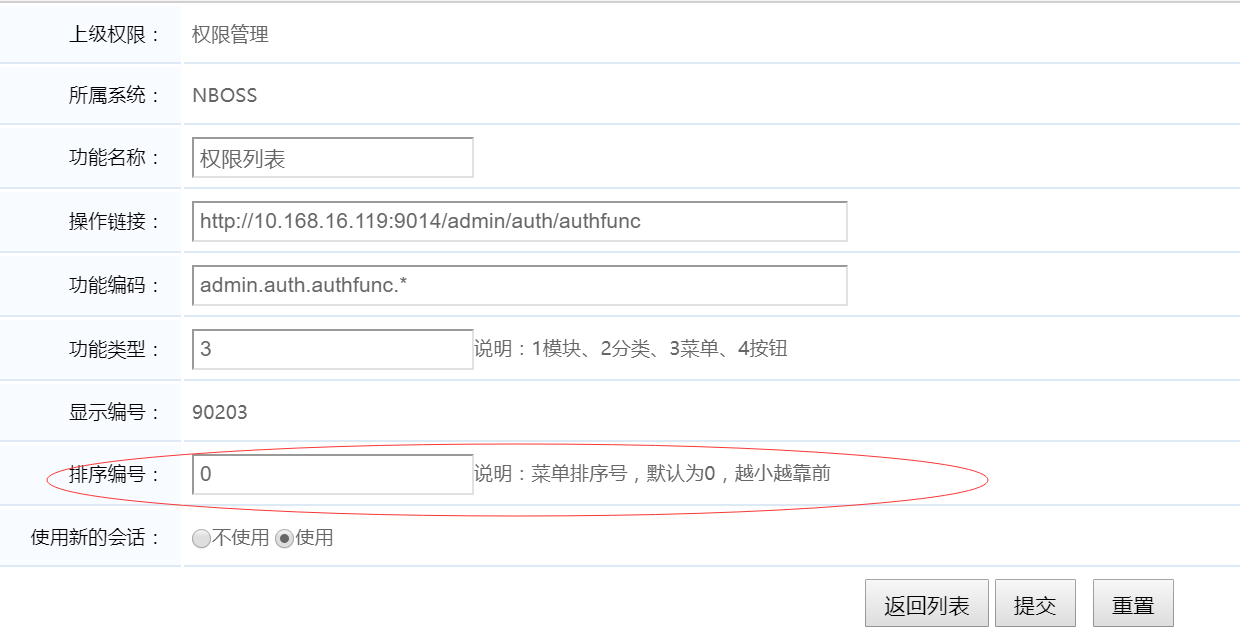 上级权限： 权限管理
所属系统： NBOSS
功能名称： 权限列表
操作链接： http://10.168.16.119:9014/admin/auth/authfunc
功能编码： admin.auth.authfunc.*
功能类型： 3 说明：1模块、2分类、3菜单、4按钮
显示编号： 90203
排序编号： 0 说明：菜单排序号，默认为0，越小越靠前
使用新的会话： 不使用 使用
返回列表 提交 重置